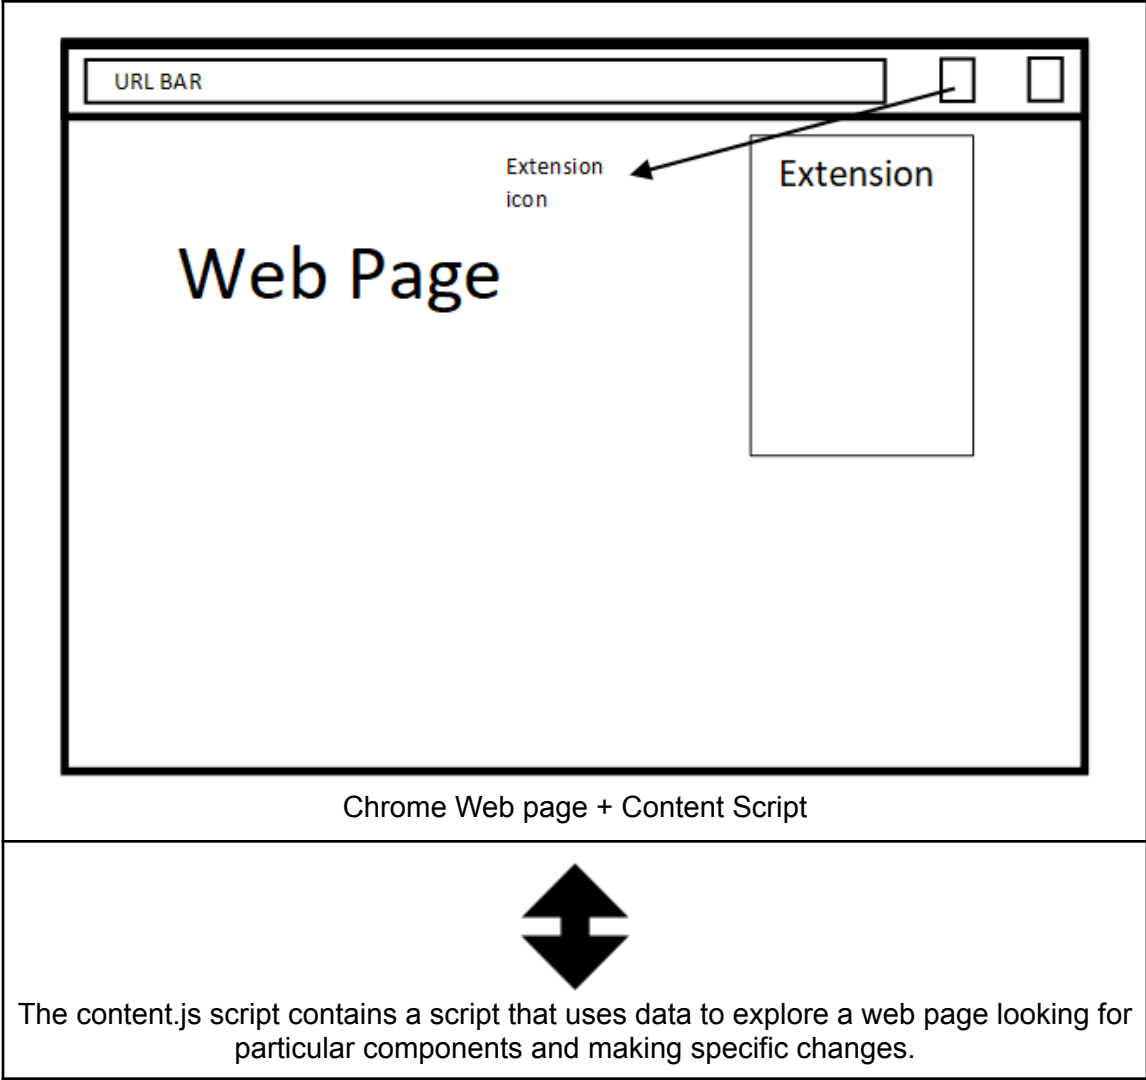 URL BAR
Extension
icon
Extension
Web Page
Chrome Web page + Content Script
The content.js script contains a script that uses data to explore a web page looking for
particular components and making specific changes.